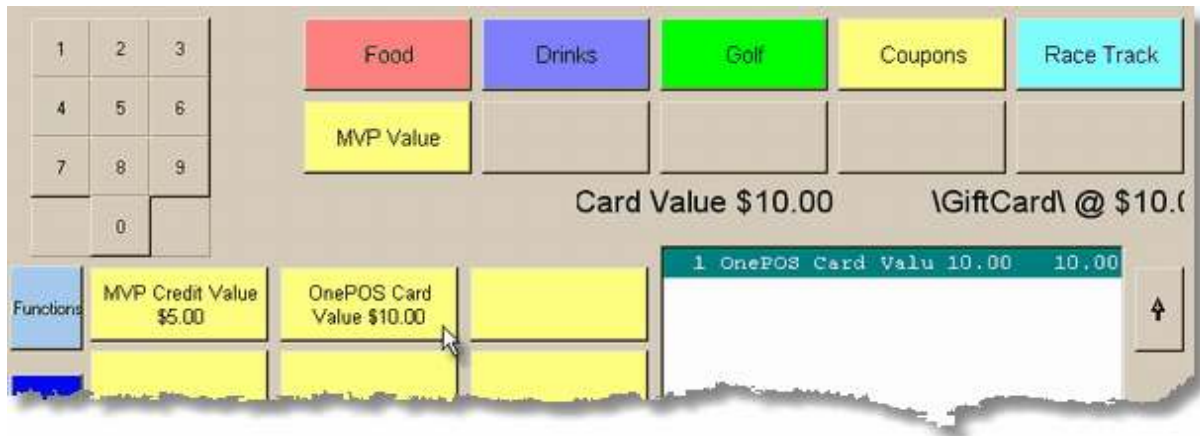 1 2 3
4 5 6
7 8 9
0
Food Drinks Golf Coupons Race Track
MVP Value
Card Value $10.00 \GiftCard\ @ $10.
1 OnePOS Card Valu 10.00 10.00
Functions
MVP Credit Value
$5.00
OnePOS Card
Value $10.00